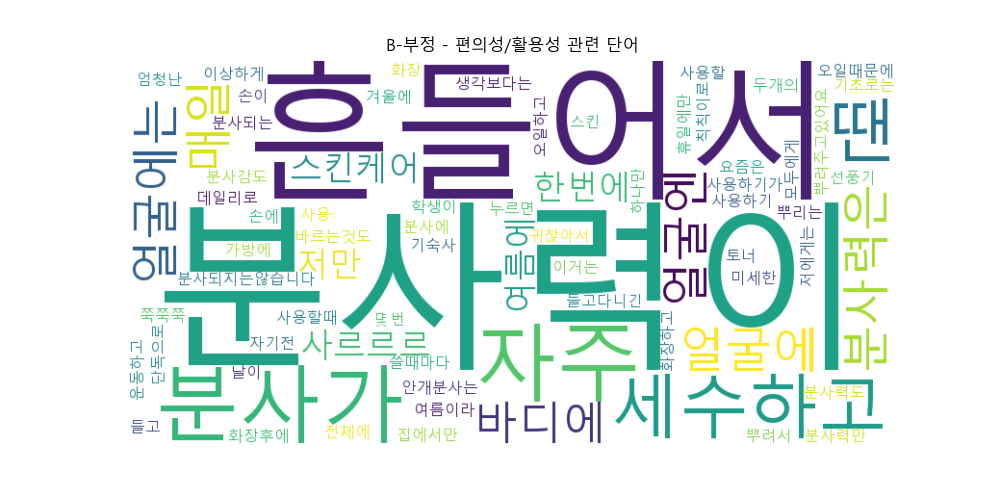 B-부정 - 편의성/활용성 관련 단어
엄청난
이상하게
화장
생각보다는
사용할
두개의
오일때문에
손이
겨울에
기초로는
매일
흔들어서
분사되는
오일하고
스킨
휴일에만
착착이로
뿌려주고있어요
땐
얼굴에는
스킨케어
한번에
하나만
요즘은
모두에게
선풍기
분사감도
사용하기가
데일리로
학생이
누르면
사용하기
뿌리는
얼굴엔
분사력은
손에
사용
분사에
귀찮아서
가방에
바르는것도
기숙사
여름에
이거는
토너
저에게는
분사력이
저만
미세한
분사되지는않습니다
들고다니긴
쭉쭉쭉
사용할때
몇번
자주
얼굴에
운동하고
단독으로
자기전
사르르르
화장하고
쓸때마다
날이
분사가
안개분사는
바디에
세수하고
분사력도
여름이라
들고
화장후에
전체에
집에서만
뿌려서
분사력만